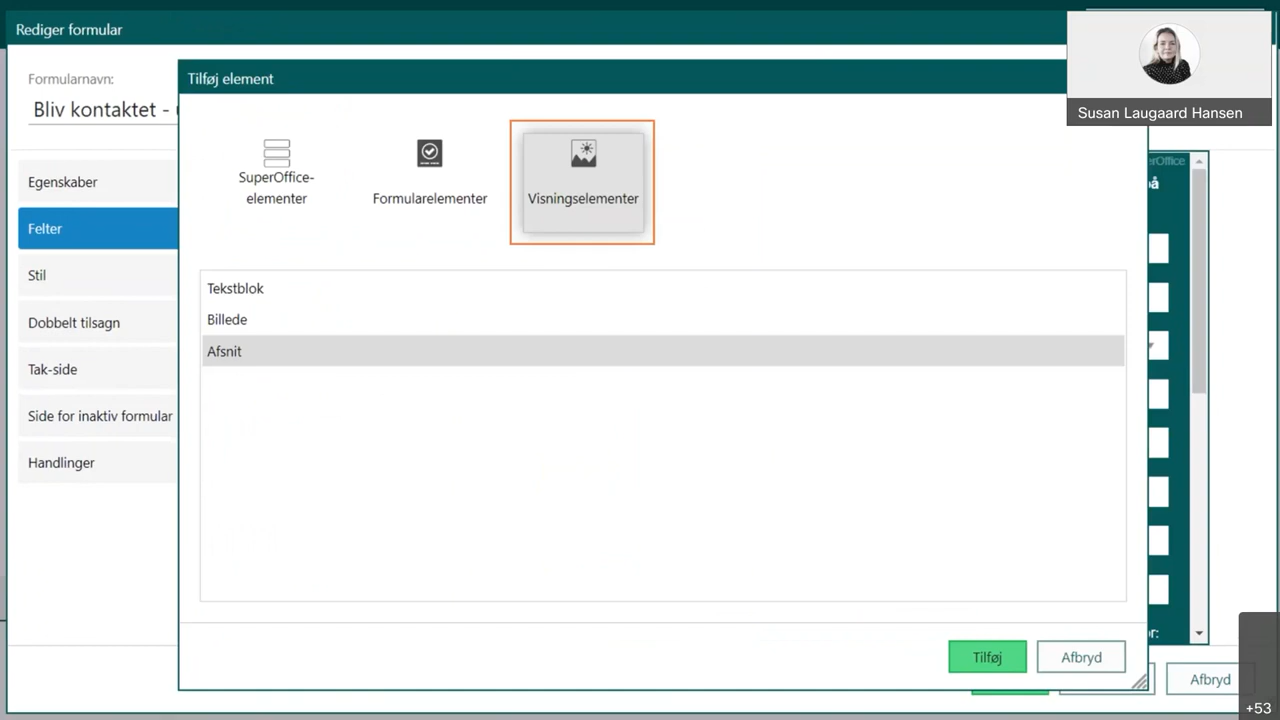 Rediger formular
Formularnavn:
Bliv kontaktet -
Egenskaber
Felter
Stil
Dobbelt tilsagn
Tak-side
Side for inaktiv formular
Handlinger
Tilføj element
SuperOffice-
elementer
Formularelementer
Visningselementer
Tekstblok
Billede
Afsnit
Tilføj
Afbryd
Susan Laugaard Hansen
på
Afbryd
+53